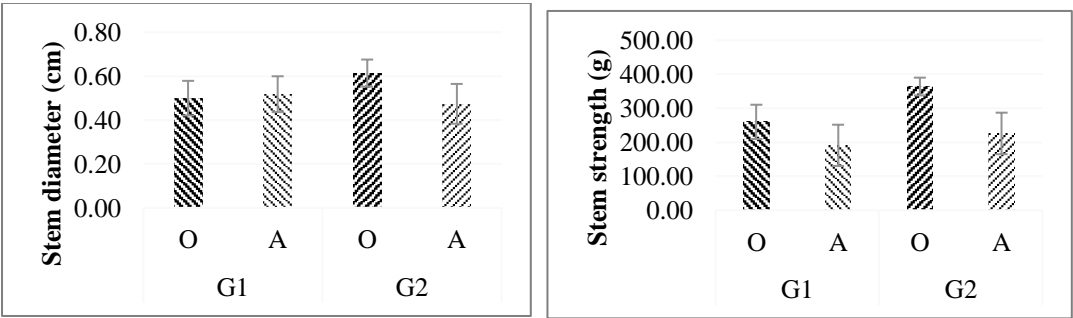 Stem diameter (cm)
0.80
0.60
0.40
0.20
0.00
O A O A
G1 G2
Stem strength (g)
500.00
400.00
300.00
200.00
100.00
0.00
O A O A
G1 G2